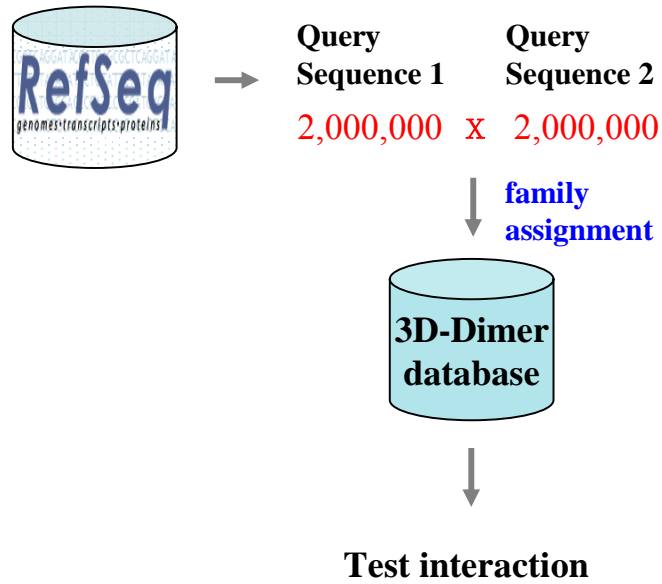 RefSeq
genomes·transcripts·proteins
Query
Sequence 1
Query
Sequence 2
2,000,000 x 2,000,000
family
assignment
3D-Dimer
database
Test interaction